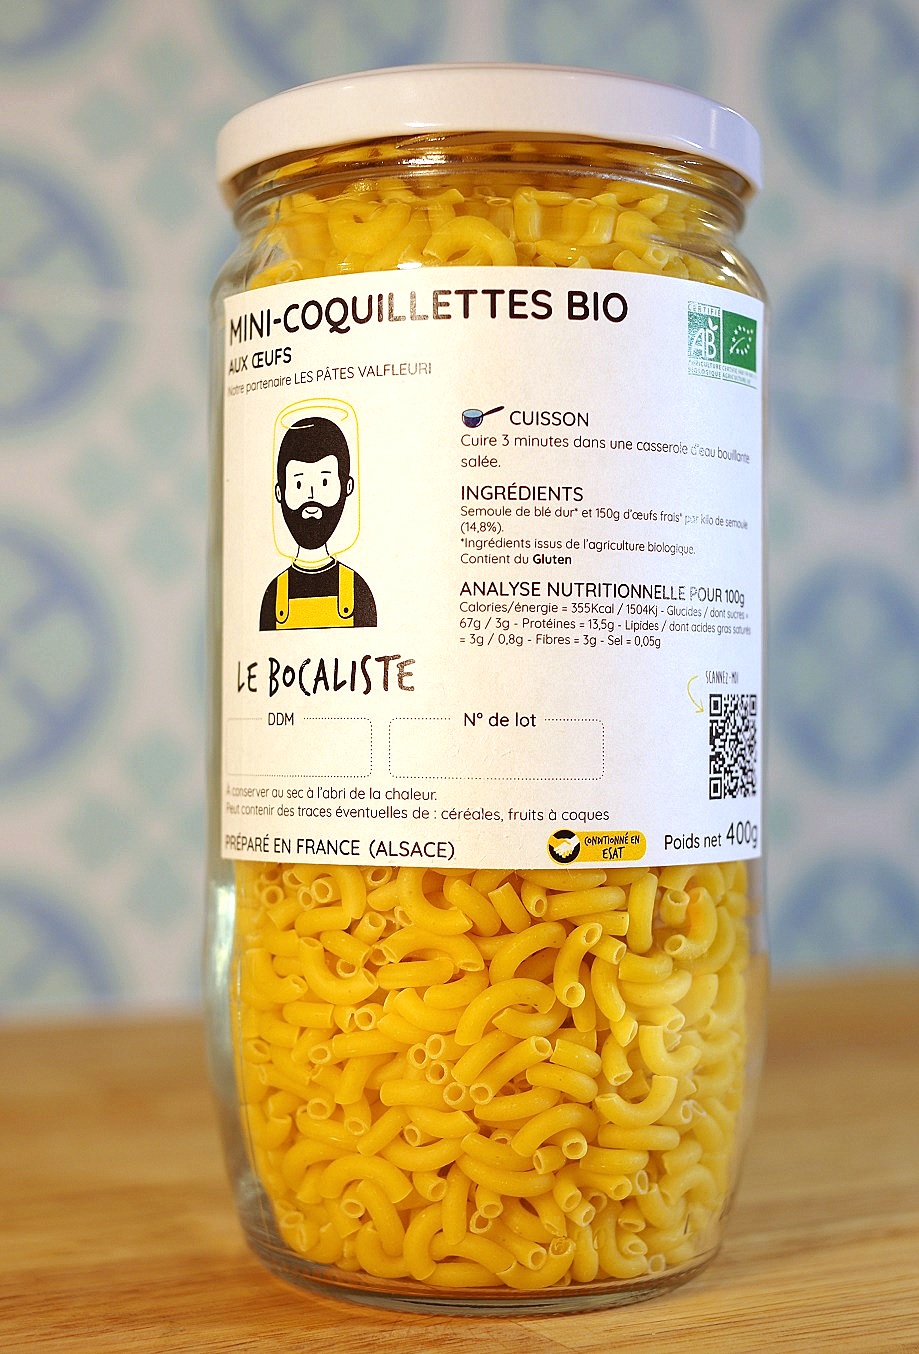 MINI-COQUILLETTES BIO
AUX ŒUFS
Notre partenaire LES PÂTES VALFLEURI
CERTIFIÉ
AB
AGRICULTURE
BIOLOGIQUE
CUISSON
Cuire 3 minutes dans une casserole d'eau bouillante
salée.
INGRÉDIENTS
Semoule de blé dur* et 150g d'œufs frais* par kilo de semoule
(14,8%).
*Ingrédients issus de l'agriculture biologique.
Contient du Gluten
ANALYSE NUTRITIONNELLE POUR 100g
Calories/énergie = 355Kcal / 1504Kj - Glucides / dont sucres =
67g / 3g - Protéines = 13,5g - Lipides / dont acides gras saturés
= 3g / 0,8g - Fibres = 3g - Sel = 0,05g
LE BOCALISTE
SCANNEZ-MOI
DDM
N° de lot
A conserver au sec à l'abri de la chaleur.
Peut contenir des traces éventuelles de : céréales, fruits à coques
PRÉPARÉ EN FRANCE (ALSACE)
CONDITIONNÉ EN
ESAT
Poids net 400g